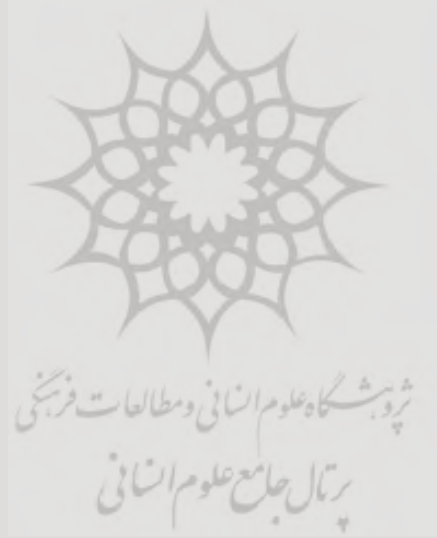 پژوهشگاه علوم انسانی و مطالعات فرهنگی
پرتال جامع علوم انسانی